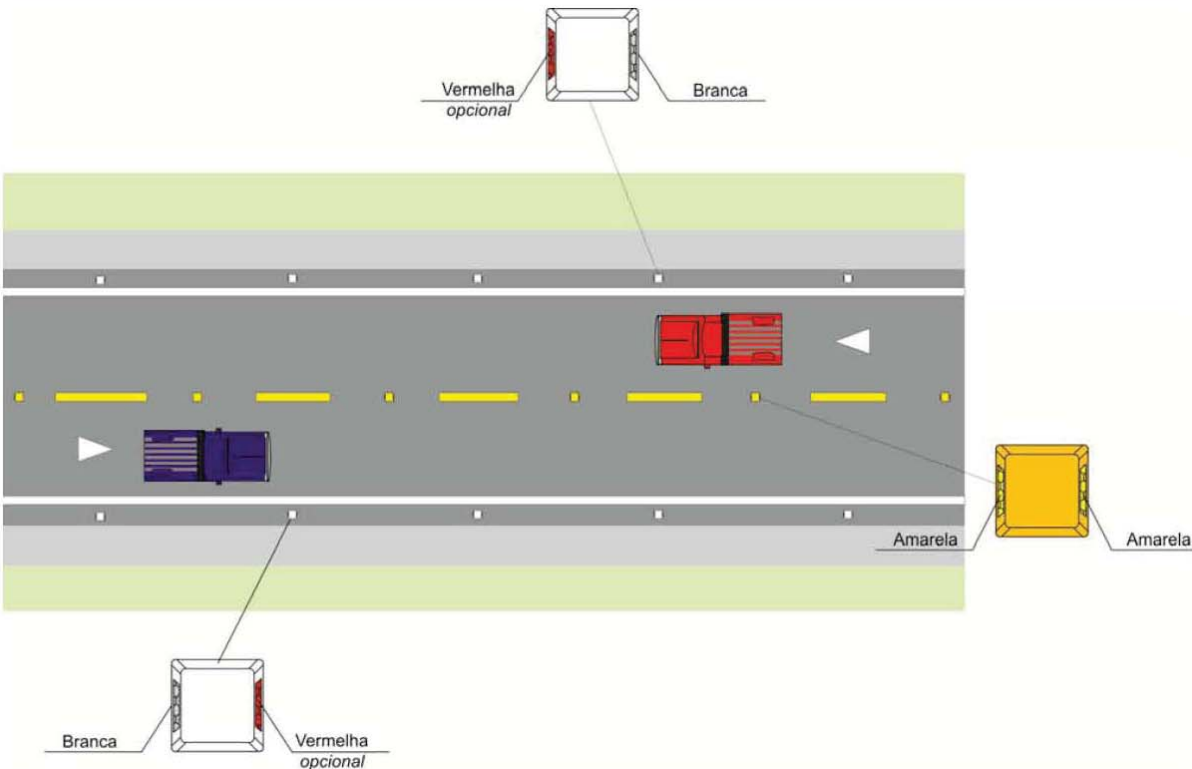 Vermelha
opcional
Branca
Amarela
Amarela
Branca
Vermelha
opcional